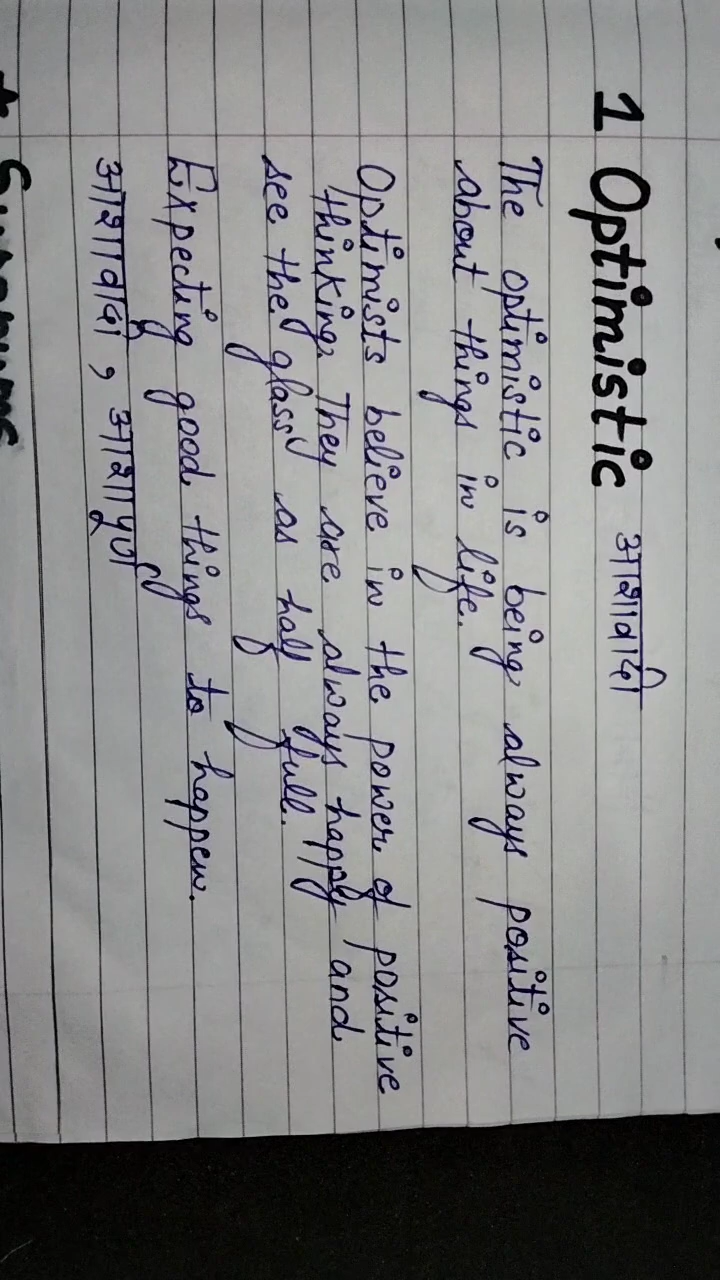 1 Optimistic आशावादी
The optimistic is being always positive
about things in life.
Optimists believe in the power of positive
thinking. They are always happy and
see the glass as half full.
Expecting good things to happen.
आशावादी, आशापूर्ण